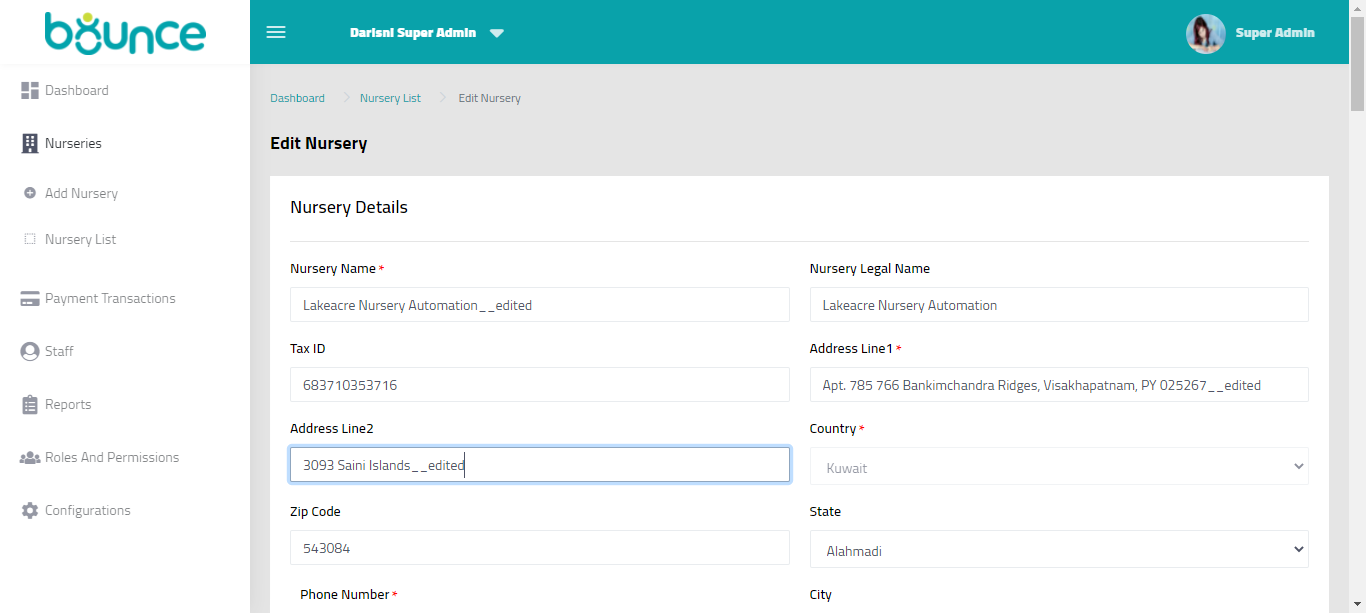 bounce
Darisni Super Admin
Super Admin
Dashboard
Nurseries
Add Nursery
Nursery List
Payment Transactions
Staff
Reports
Roles And Permissions
Configurations
Dashboard Nursery List Edit Nursery
Edit Nursery
Nursery Details
Nursery Name *
Lakeacre Nursery Automation__edited
Nursery Legal Name
Lakeacre Nursery Automation
Tax ID
683710353716
Address Line1 *
Apt. 785 766 Bankimchandra Ridges, Visakhapatnam, PY 025267__edited
Address Line2
3093 Saini Islands__edited
Country *
Kuwait
Zip Code
543084
State
Alahmadi
Phone Number *
City